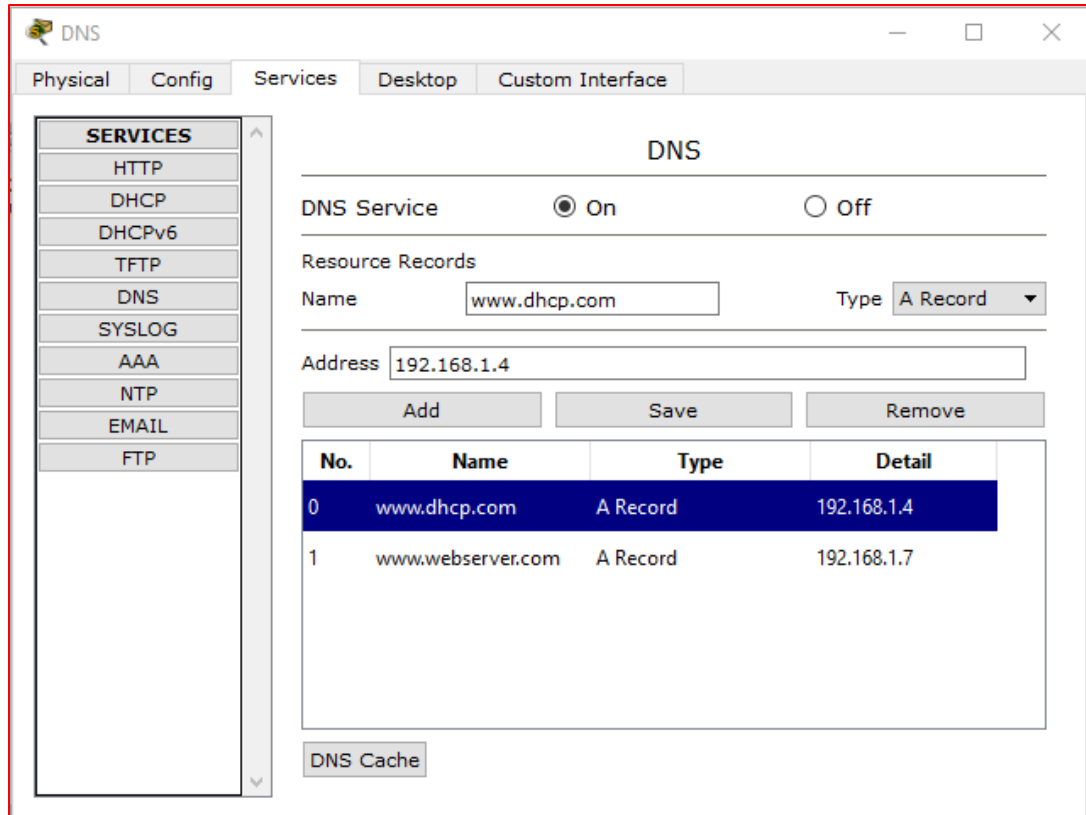 DNS
Physical Config Services Desktop Custom Interface
SERVICES
HTTP
DHCP
DHCPv6
TFTP
DNS
SYSLOG
AAA
NTP
EMAIL
FTP
DNS
DNS Service On Off
Resource Records
Name www.dhcp.com Type A Record
Address 192.168.1.4
Add Save Remove
No. Name Type Detail
0 www.dhcp.com A Record 192.168.1.4
1 www.webserver.com A Record 192.168.1.7
DNS Cache